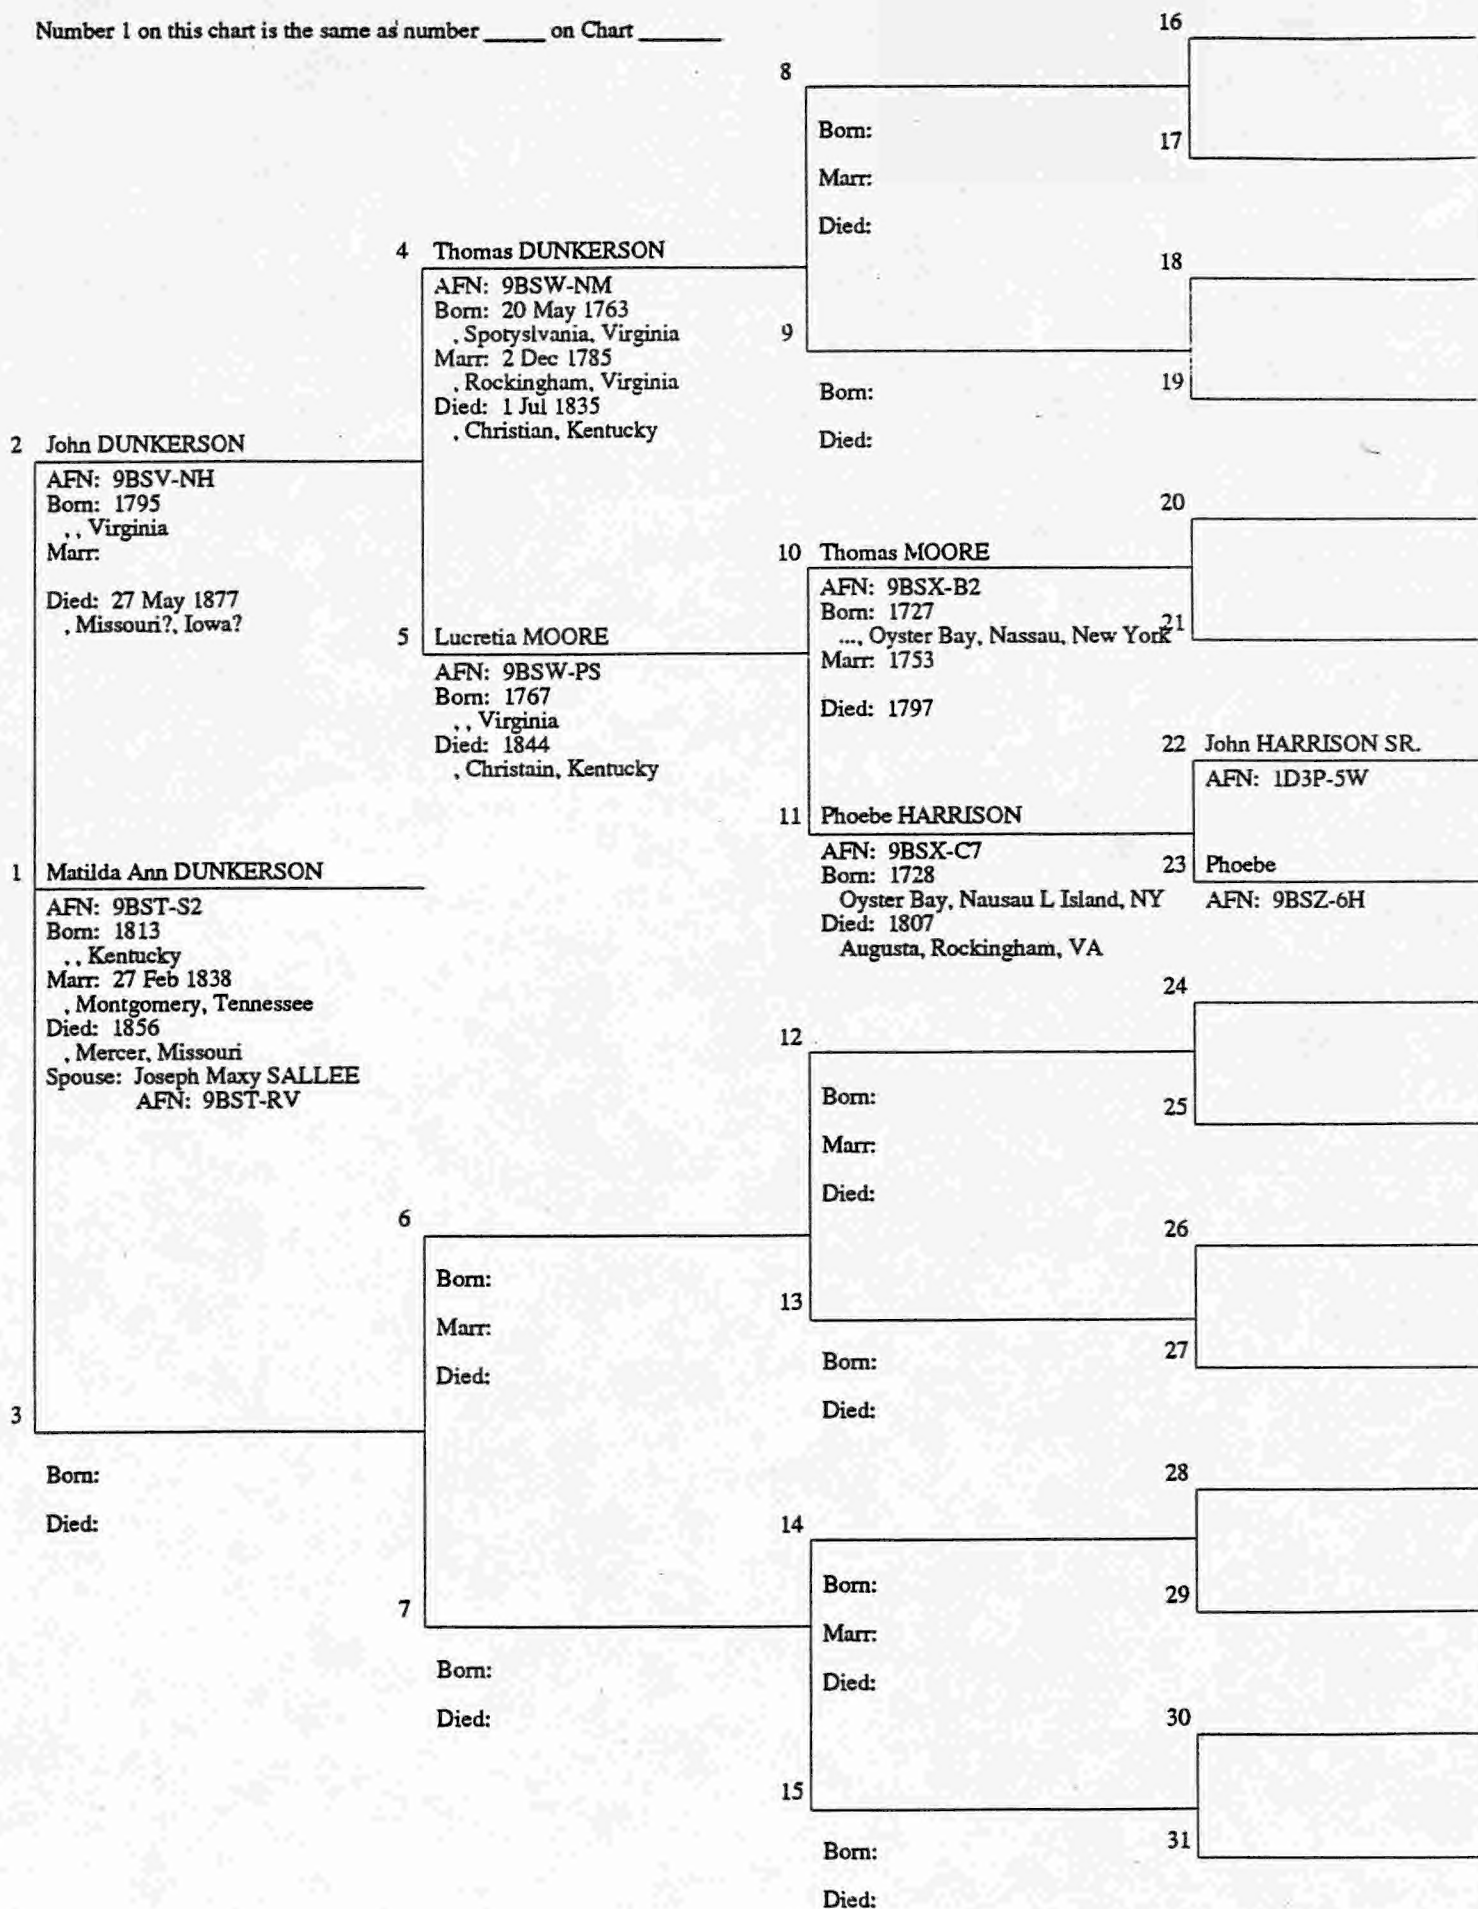 Number 1 on this chart is the same as number _____ on Chart _______
16
8
Born:
17
Marr:
Died:
4 Thomas DUNKERSON
AFN: 9BSW-NM
Born: 20 May 1763
, Spotyslvania, Virginia
Marr: 2 Dec 1785
, Rockingham, Virginia
Died: 1 Jul 1835
, Christian, Kentucky
18
9
19
Born:
Died:
2 John DUNKERSON
AFN: 9BSV-NH
Born: 1795
, , Virginia
Marr:
Died: 27 May 1877
, Missouri?, Iowa?
20
10 Thomas MOORE
AFN: 9BSX-B2
Born: 1727
..., Oyster Bay, Nassau, New York
21
Marr: 1753
Died: 1797
5 Lucretia MOORE
AFN: 9BSW-PS
Born: 1767
, , Virginia
Died: 1844
, Christain, Kentucky
22 John HARRISON SR.
AFN: 1D3P-5W
11 Phoebe HARRISON
AFN: 9BSX-C7
Born: 1728
Oyster Bay, Nausau L Island, NY
Died: 1807
Augusta, Rockingham, VA
23 Phoebe
AFN: 9BSZ-6H
1 Matilda Ann DUNKERSON
AFN: 9BST-S2
Born: 1813
, , Kentucky
Marr: 27 Feb 1838
, Montgomery, Tennessee
Died: 1856
, Mercer, Missouri
Spouse: Joseph Maxy SALLEE
AFN: 9BST-RV
24
12
Born:
25
Marr:
Died:
6
Born:
Marr:
Died:
26
13
27
Born:
Died:
3
Born:
Died:
28
14
Born:
29
Marr:
Died:
7
Born:
Died:
30
15
31
Born:
Died: